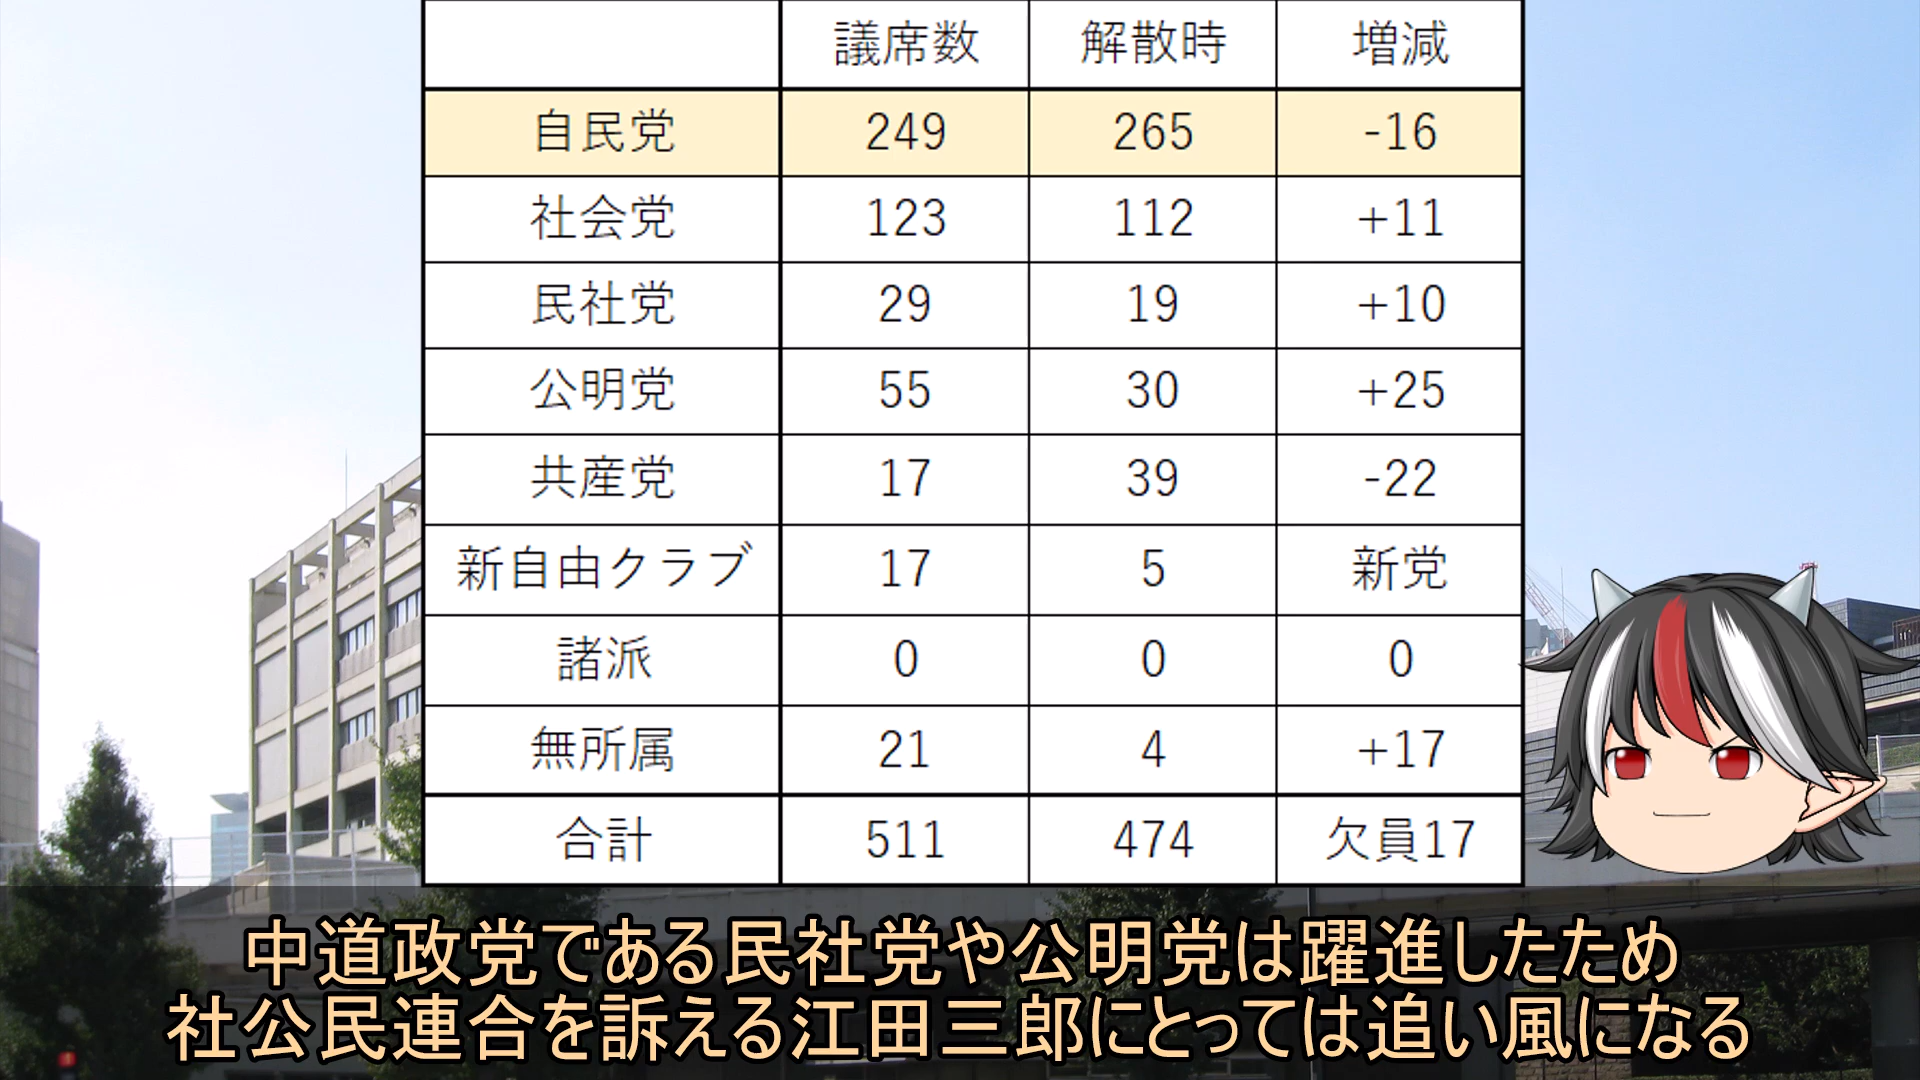 議席数 解散時 増減
自民党 249 265 -16
社会党 123 112 +11
民社党 29 19 +10
公明党 55 30 +25
共産党 17 39 -22
新自由クラブ 17 5 新党
諸派 0 0 0
無所属 21 4 +17
合計 511 474 欠員17
中道政党である民社党や公明党は躍進したため
社公民連合を訴える江田三郎にとっては追い風になる